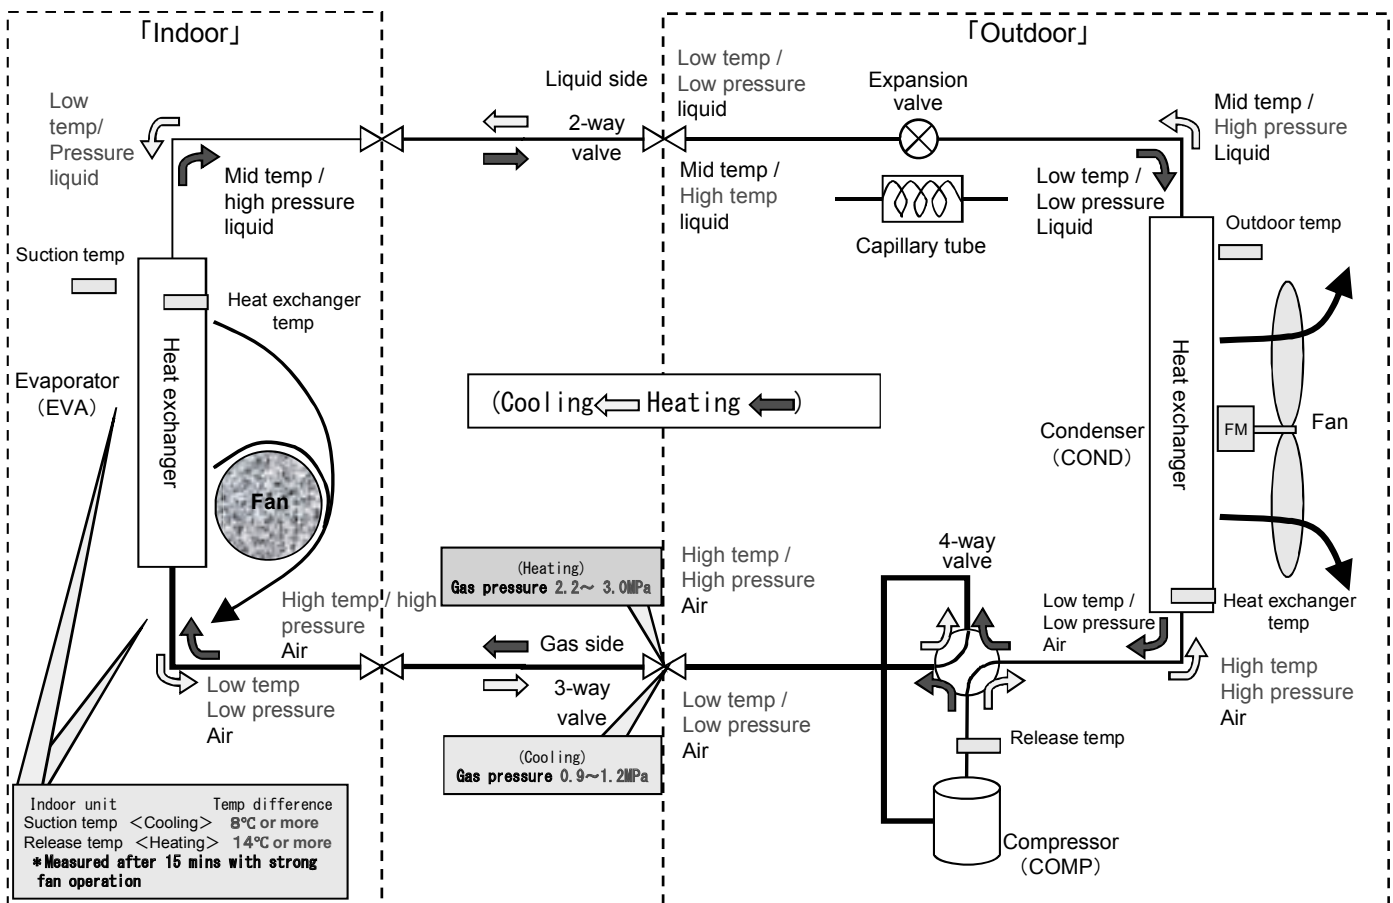 「Indoor」
「Outdoor」
Low
temp/
Pressure
liquid
Mid temp /
high pressure
liquid
Liquid side
2-way
valve
Low temp /
Low pressure
liquid
Mid temp /
High temp
liquid
Expansion
valve
Capillary tube
Mid temp /
High pressure
Liquid
Low temp /
Low pressure
Liquid
Suction temp
Heat exchanger
temp
Heat exchanger
Evaporator
(EVA)
Fan
(Cooling Heating )
Outdoor temp
Heat exchanger
Condenser
(COND)
FM
Fan
Heat exchanger
temp
4-way
valve
(Heating)
Gas pressure 2.2～ 3.0MPa
High temp /
High pressure
Air
High temp / high
pressure
Air
Gas side
3-way
valve
Low temp
Low pressure
Air
Low temp /
Low pressure
Air
Low temp /
Low pressure
Air
High temp
High pressure
Air
(Cooling)
Gas pressure 0.9～1.2MPa
Release temp
Compressor
(COMP)
Indoor unit Temp difference
Suction temp ＜Cooling＞ 8℃ or more
Release temp ＜Heating＞ 14℃ or more
*Measured after 15 mins with strong
fan operation